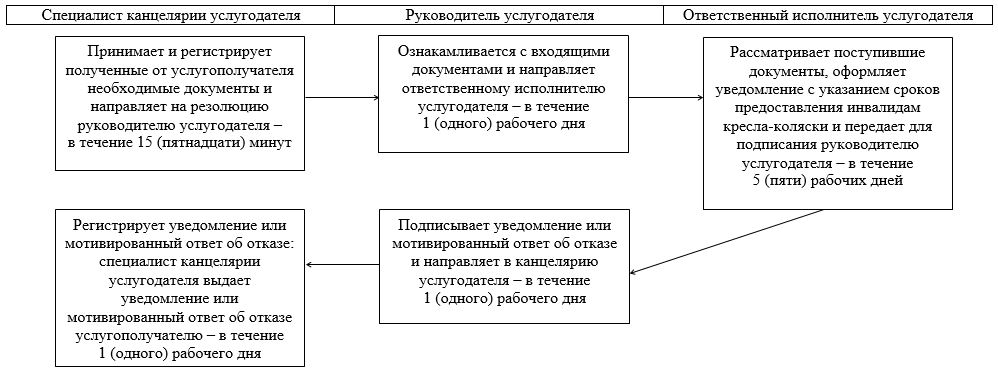 Специалист канцелярии услугодателя
Руководитель услугодателя
Ответственный исполнитель услугодателя
Принимает и регистрирует
полученные от услугополучателя
необходимые документы и
направляет на резолюцию
руководителю услугодателя –
в течение 15 (пятнадцати) минут
Ознакамливается с входящими
документами и направляет
ответственному исполнителю
услугодателя – в течение
1 (одного) рабочего дня
Рассматривает поступившие
документы, оформляет
уведомление с указанием сроков
предоставления инвалидам
кресла-коляски и передает для
подписания руководителю
услугодателя – в течение
5 (пяти) рабочих дней
Подписывает уведомление или
мотивированный ответ об отказе
и направляет в канцелярию
услугодателя – в течение
1 (одного) рабочего дня
Регистрирует уведомление или
мотивированный ответ об отказе:
специалист канцелярии
услугодателя выдает
уведомление или
мотивированный ответ об отказе
услугополучателю – в течение
1 (одного) рабочего дня